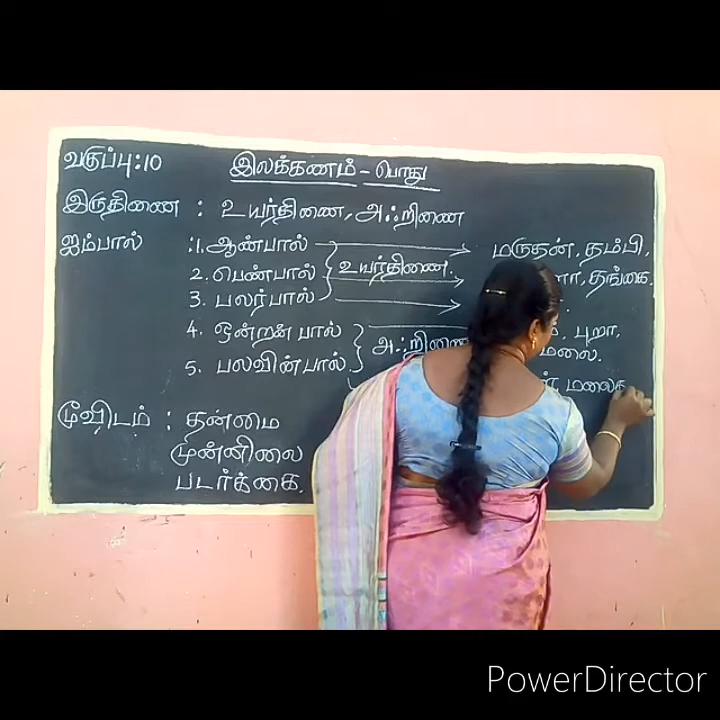 வகுப்பு:10 இலக்கணம் - பொது
இருதிணை : உயர்திணை, அஃறிணை
ஐம்பால் :1. ஆண்பால் மருதன், தம்பி,
2. பெண்பால் உயர்திணை. தங்கை.
3. பலர்பால்
4. ஒன்றன் பால் புறா,
அஃறிணை மலை.
5. பலவின்பால்
மூவிடம் : தன்மை
முன்னிலை
படர்க்கை.
PowerDirector